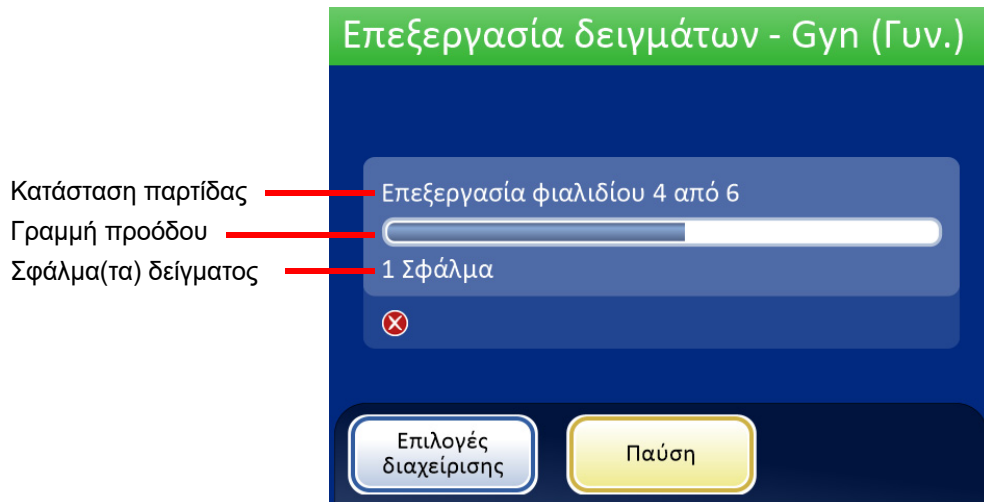 Επεξεργασία δειγμάτων - Gyn (Γυν.)
Κατάσταση παρτίδας
Επεξεργασία φιαλιδίου 4 από 6
Γραμμή προόδου
Σφάλμα(τα) δείγματος
1 Σφάλμα
Επιλογές
διαχείρισης
Παύση